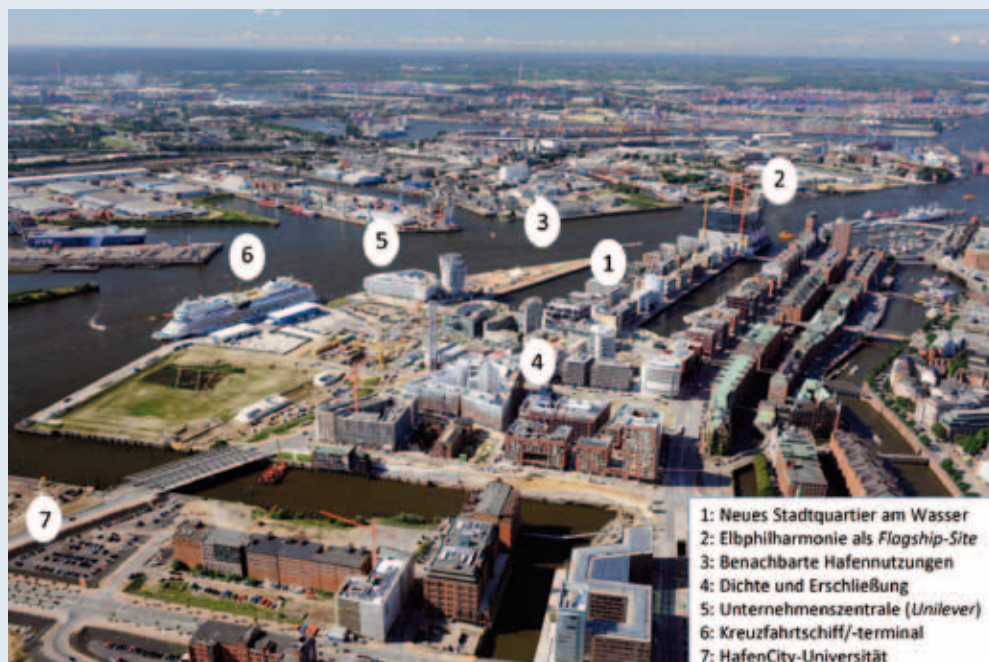 2
3
5
1
6
4
7
1: Neues Stadtquartier am Wasser
2: Elbphilharmonie als Flagship-Site
3: Benachbarte Hafennutzungen
4: Dichte und Erschließung
5: Unternehmenszentrale (Unilever)
6: Kreuzfahrtschiff/-terminal
7: HafenCity-Universität